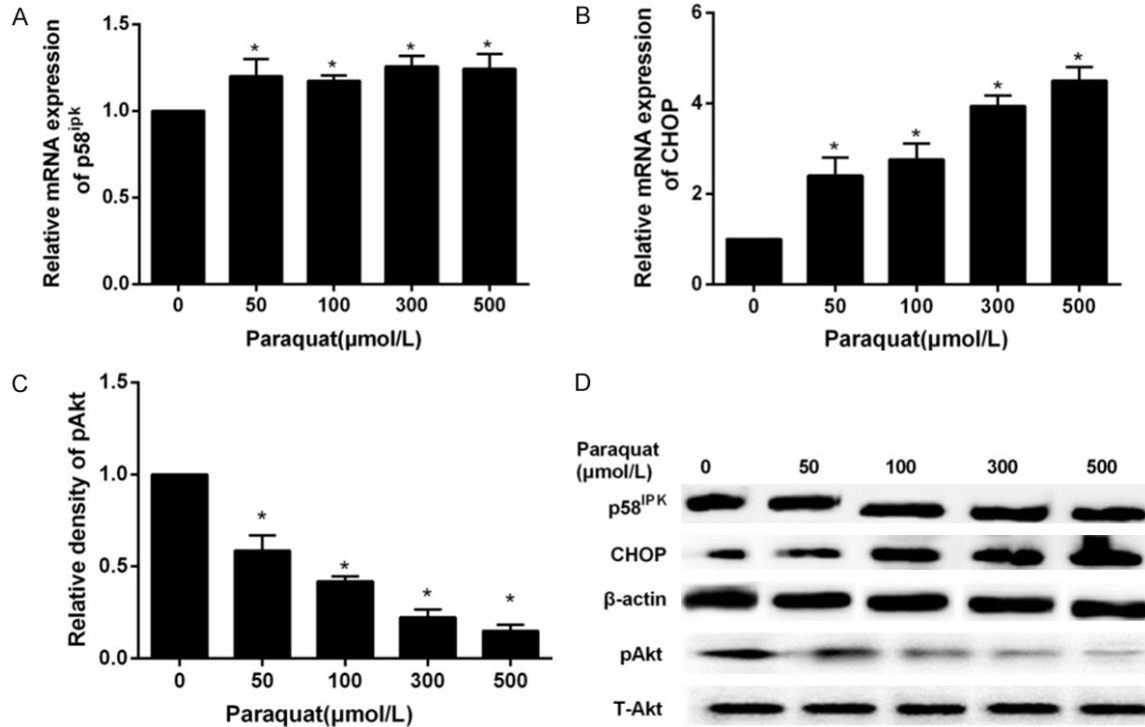 A
Relative mRNA expression
of p58ipk
1.5
1.0
0.5
0.0
* * * *
0 50 100 300 500
Paraquat(µmol/L)
B
Relative mRNA expression
of CHOP
6
4
2
0
* * * *
0 50 100 300 500
Paraquat(µmol/L)
C
Relative density of pAkt
1.5
1.0
0.5
0.0
* * * *
0 50 100 300 500
Paraquat(µmol/L)
D
Paraquat
(µmol/L) 0 50 100 300 500
p58IPK
CHOP
β-actin
pAkt
T-Akt